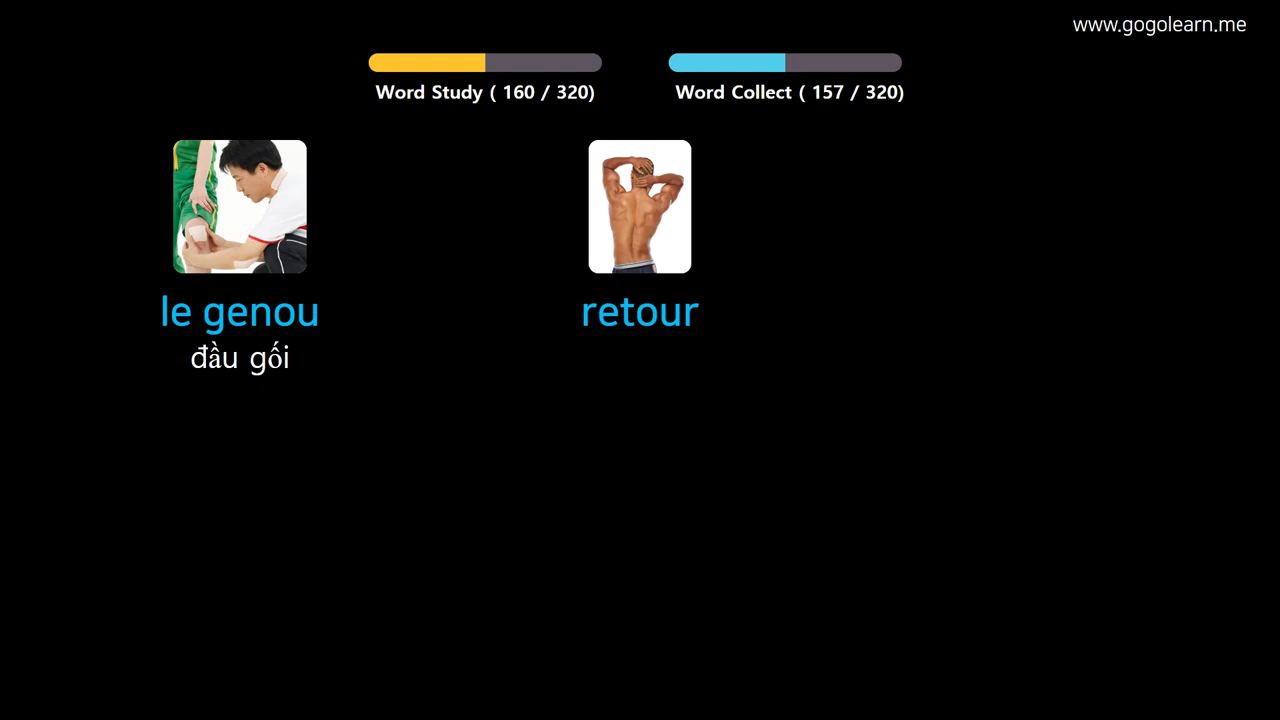 www.gogolearn.me
Word Study ( 160 / 320)
Word Collect ( 157 / 320)
le genou
đầu gối
retour